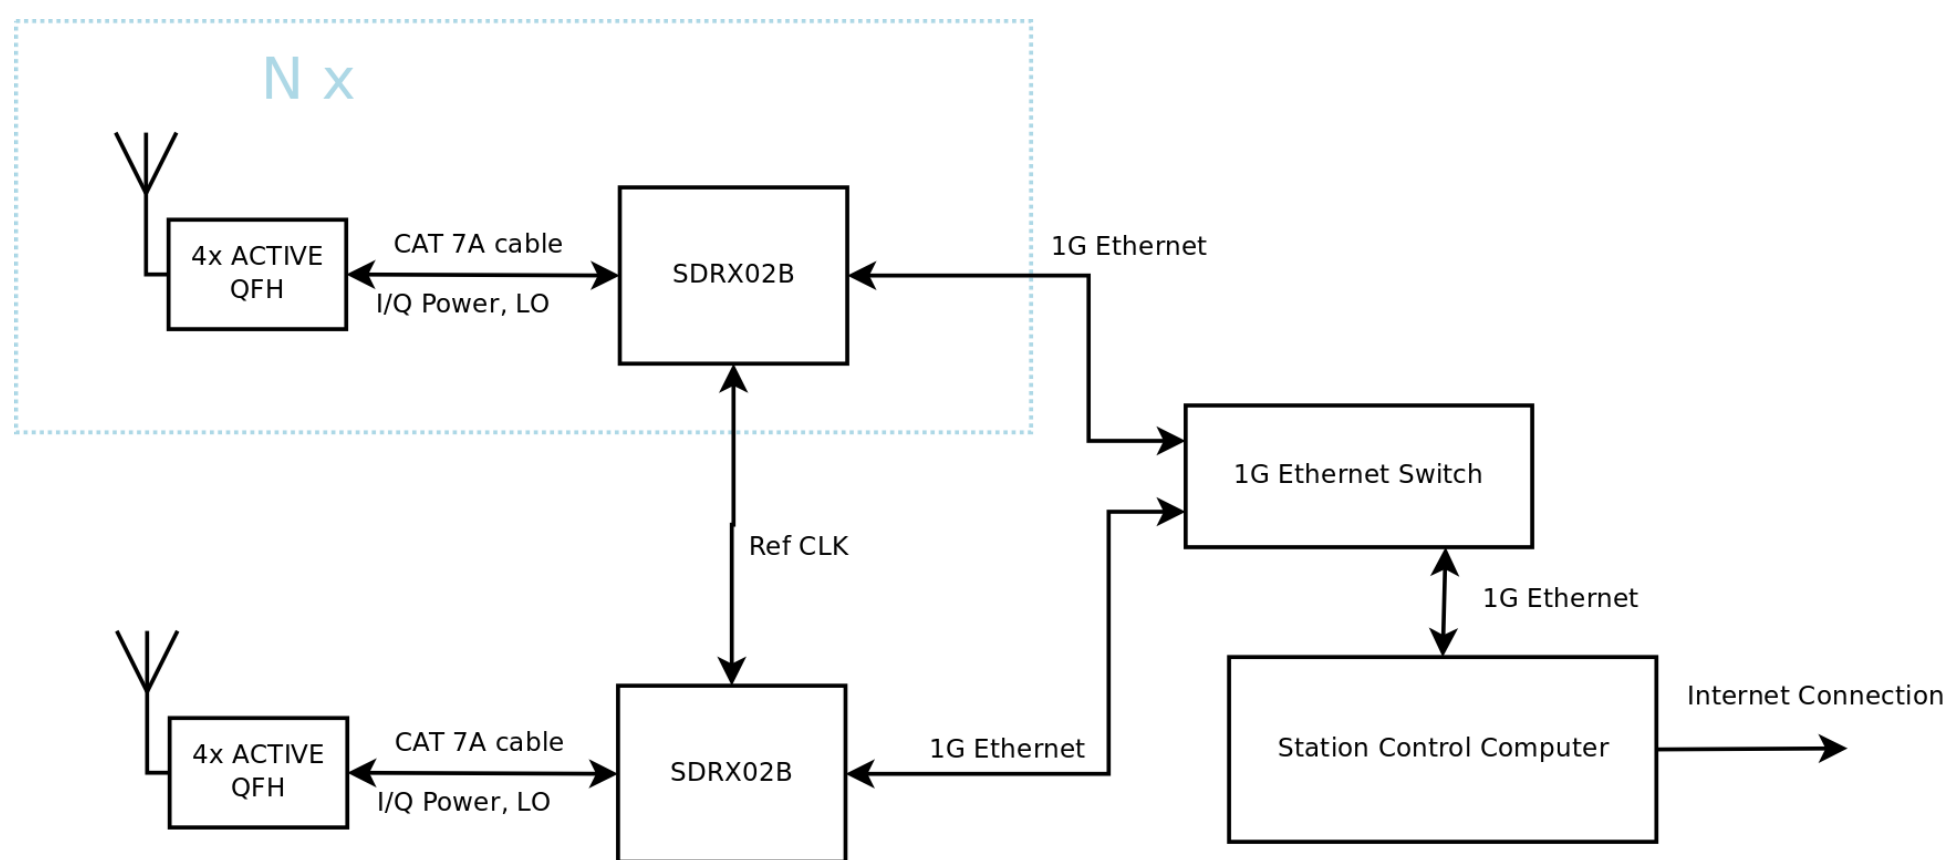 N x
4x ACTIVE
QFH
CAT 7A cable
I/Q Power, LO
SDRX02B
1G Ethernet
1G Ethernet Switch
Ref CLK
1G Ethernet
4x ACTIVE
QFH
CAT 7A cable
I/Q Power, LO
SDRX02B
1G Ethernet
Station Control Computer
Internet Connection